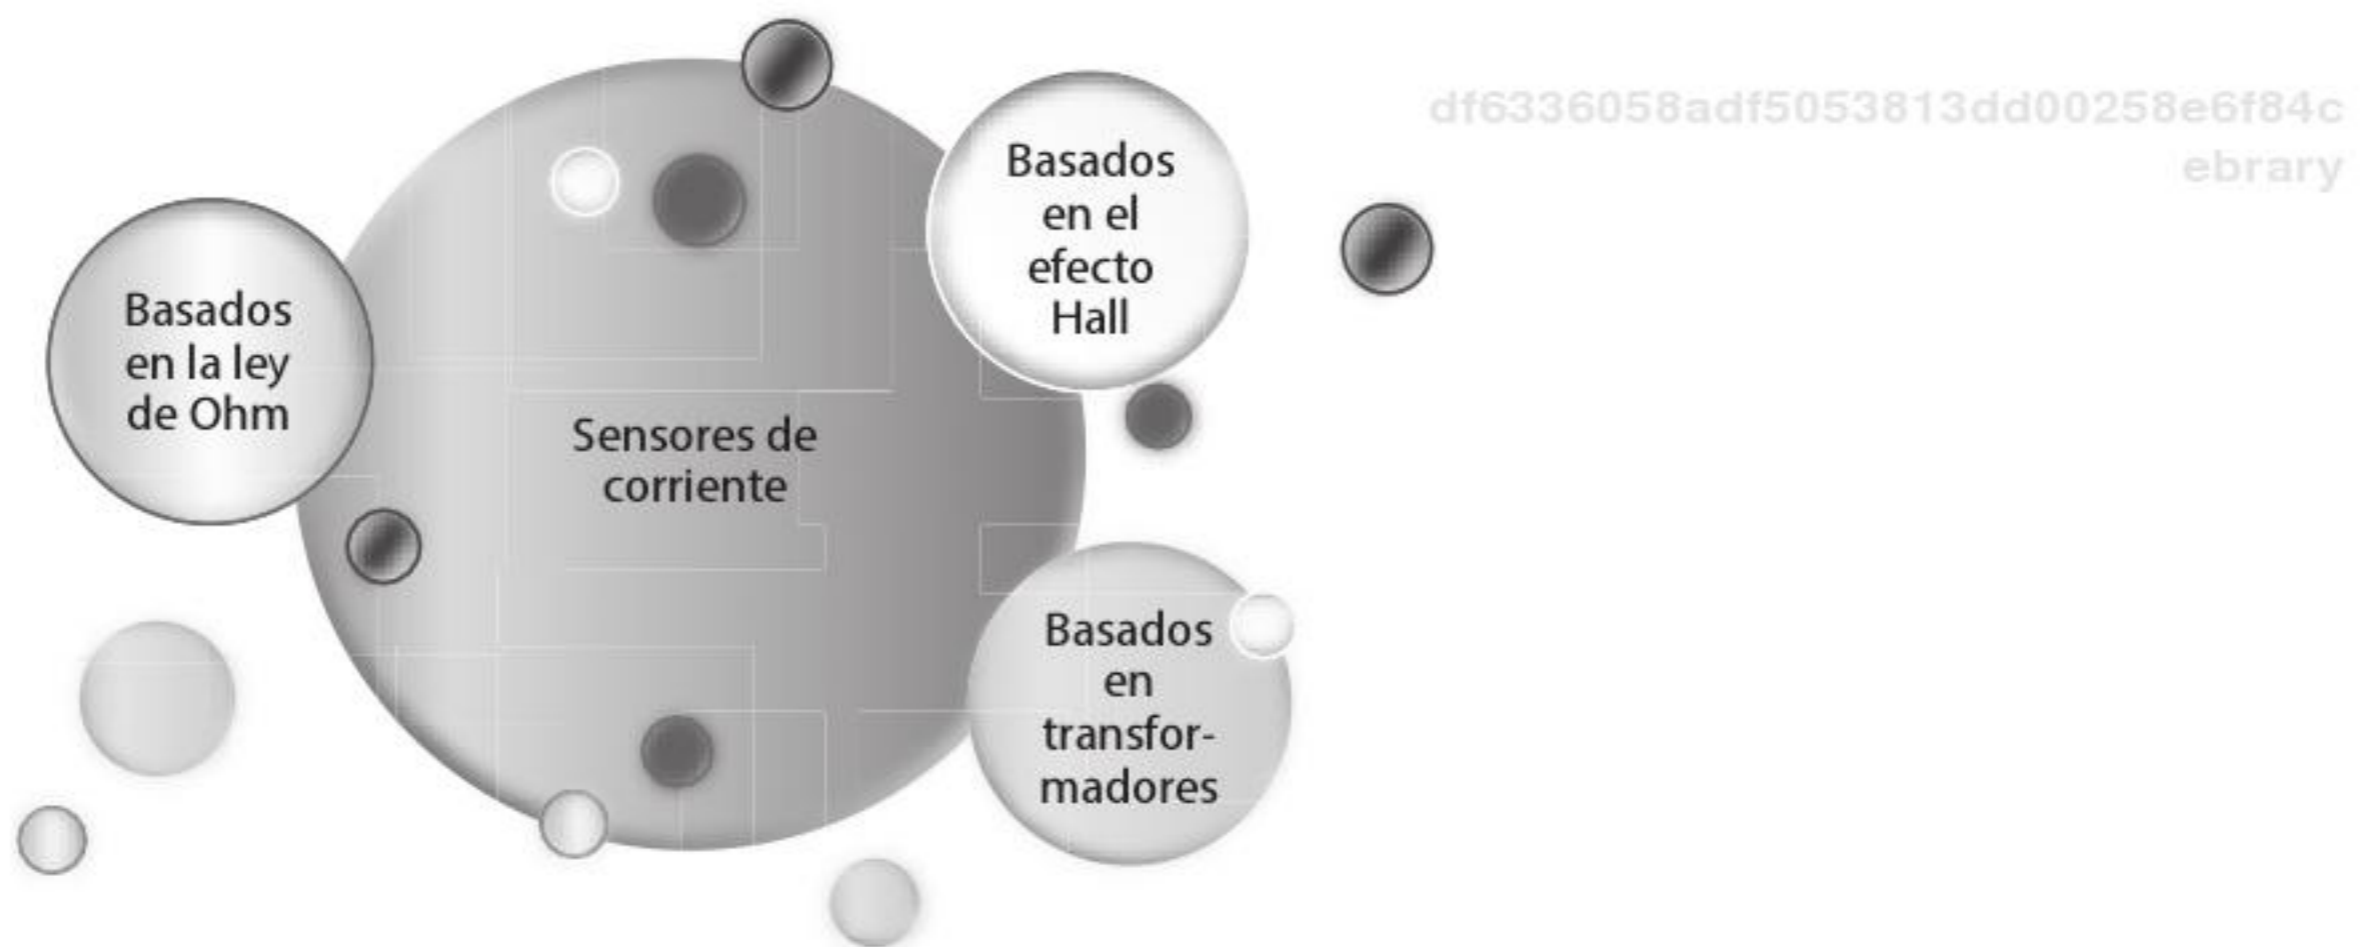 df6336058adf5053813dd00258e6f84c
ebrary
Basados
en el
efecto
Hall
Basados
en la ley
de Ohm
Sensores de
corriente
Basados
en
transfor-
madores